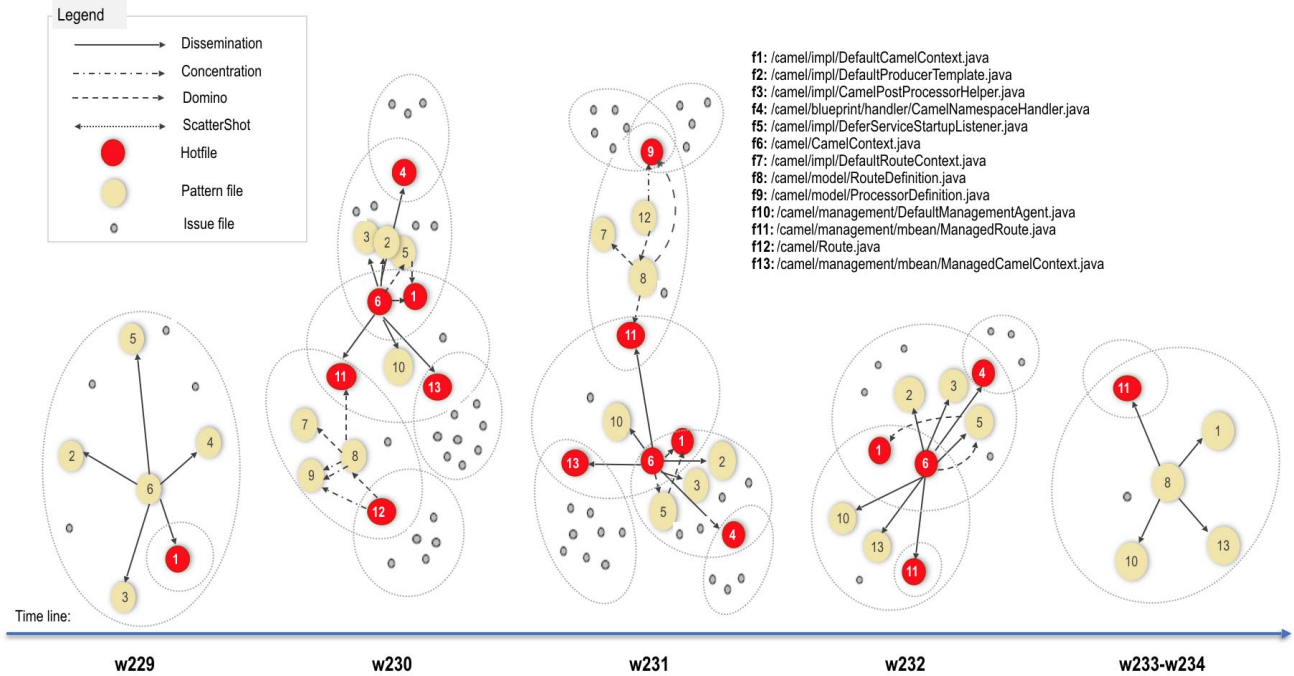 Legend
Dissemination
Concentration
Domino
ScatterShot
Hotfile
Pattern file
Issue file
f1: /camel/impl/DefaultCamelContext.java
f2: /camel/impl/DefaultProducerTemplate.java
f3: /camel/impl/CamelPostProcessorHelper.java
f4: /camel/blueprint/handler/CamelNamespaceHandler.java
f5: /camel/impl/DeferServiceStartupListener.java
f6: /camel/CamelContext.java
f7: /camel/impl/DefaultRouteContext.java
f8: /camel/model/RouteDefinition.java
f9: /camel/model/ProcessorDefinition.java
f10: /camel/management/DefaultManagementAgent.java
f11: /camel/management/mbean/ManagedRoute.java
f12: /camel/Route.java
f13: /camel/management/mbean/ManagedCamelContext.java
5
2
4
6
1
3
4
3
2
5
6
1
10
11
13
7
8
9
12
9
12
7
8
11
10
1
13
6
2
3
5
4
4
3
2
5
1
6
10
13
11
11
1
8
10
13
Time line:
w229
w230
w231
w232
w233-w234